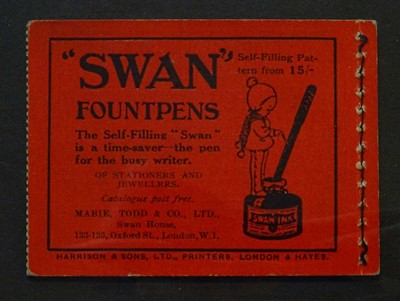 "SWAN"
Self-Filling Pat-
tern from 15/-
FOUNTPENS
The Self-Filling "Swan"
is a time-saver—the pen
for the busy writer.
OF STATIONERS AND
JEWELLERS.
Catalogue post free.
MABIE, TODD & CO., LTD.,
Swan House,
133-135, Oxford St., London, W.1.
SWAN INK
HARRISON & SONS, LTD., PRINTERS, LONDON & HAYES.